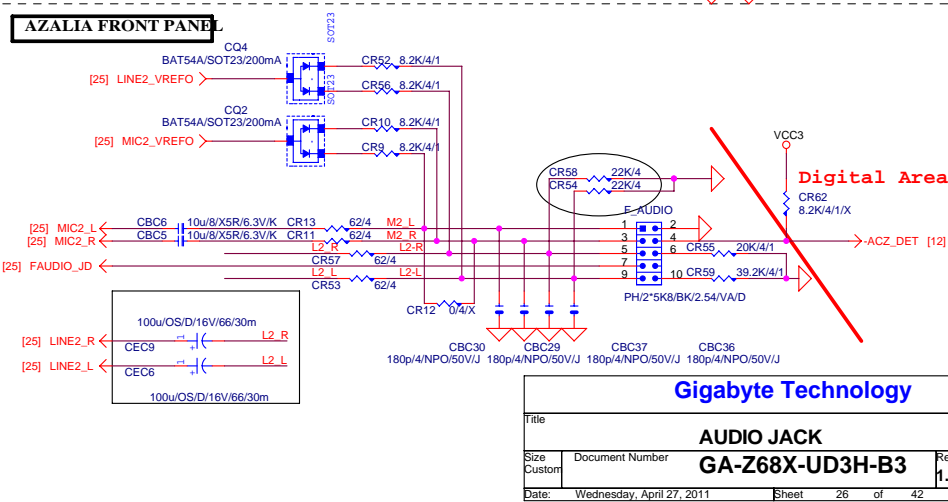 AZALIA FRONT PANEL
SOT23
CQ4
BAT54A/SOT23/200mA
[25] LINE2_VREFO
CR52 8.2K/4/1
CR56 8.2K/4/1
SOT23
CQ2
BAT54A/SOT23/200mA
[25] MIC2_VREFO
CR10 8.2K/4/1
CR9 8.2K/4/1
VCC3
Digital Area
CR58 22K/4
CR54 22K/4
CR62
8.2K/4/1/X
F_AUDIO
[25] MIC2_L CBC6 10u/8/X5R/6.3V/K CR13 62/4 M2_L 1 2
[25] MIC2_R CBC5 10u/8/X5R/6.3V/K CR11 62/4 M2_R 3 4 -ACZ_DET [12]
L2_R L2-R 5 6 CR55 20K/4/1
CR57 62/4
[25] FAUDIO_JD 7
L2_L L2-L 9 10 CR59 39.2K/4/1
CR53 62/4
PH/2*5K8/BK/2.54/VA/D
CR12 0/4/X
100u/OS/D/16V/66/30m
[25] LINE2_R 1 + L2_R
CEC9
[25] LINE2_L 1 + L2_L
CEC6
100u/OS/D/16V/66/30m
CBC30 CBC29 CBC37 CBC36
180p/4/NPO/50V/J 180p/4/NPO/50V/J 180p/4/NPO/50V/J 180p/4/NPO/50V/J
Gigabyte Technology
Title
AUDIO JACK
Size Document Number Re
Custom GA-Z68X-UD3H-B3 1.
Date: Wednesday, April 27, 2011 Sheet 26 of 42